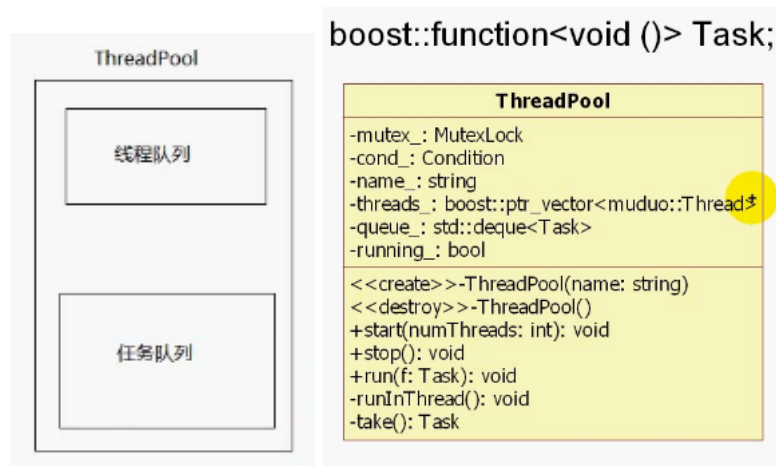 ThreadPool
线程队列
任务队列
boost::function<void ()> Task;
ThreadPool
-mutex_: MutexLock
-cond_: Condition
-name_: string
-threads_: boost::ptr_vector<muduo::Thread>
-queue_: std::deque<Task>
-running_: bool
<<create>>-ThreadPool(name: string)
<<destroy>>-ThreadPool()
+start(numThreads: int): void
+stop(): void
+run(f: Task): void
-runInThread(): void
-take(): Task